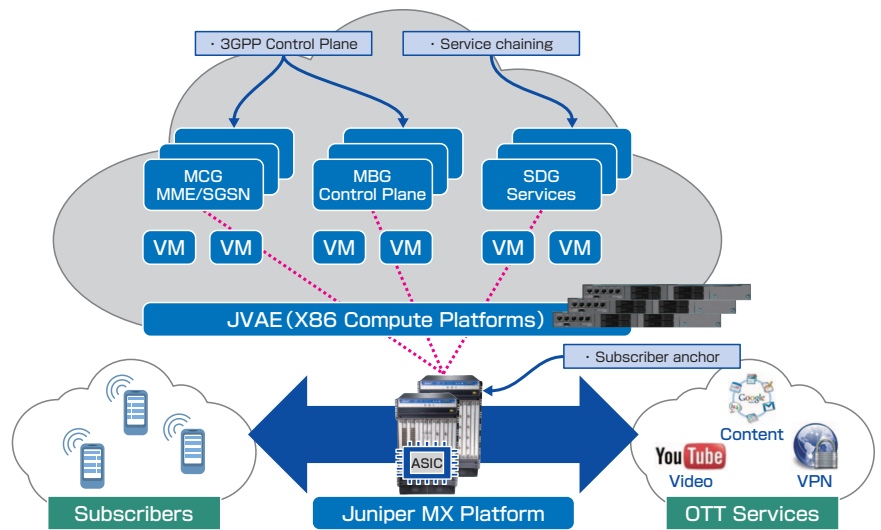 ・3GPP Control Plane
・Service chaining
MCG
MME/SGSN
MBG
Control Plane
SDG
Services
VM
VM
VM
VM
VM
VM
JVAE(X86 Compute Platforms)
・Subscriber anchor
ASIC
Google
Content
YouTube
Video
VPN
Subscribers
Juniper MX Platform
OTT Services